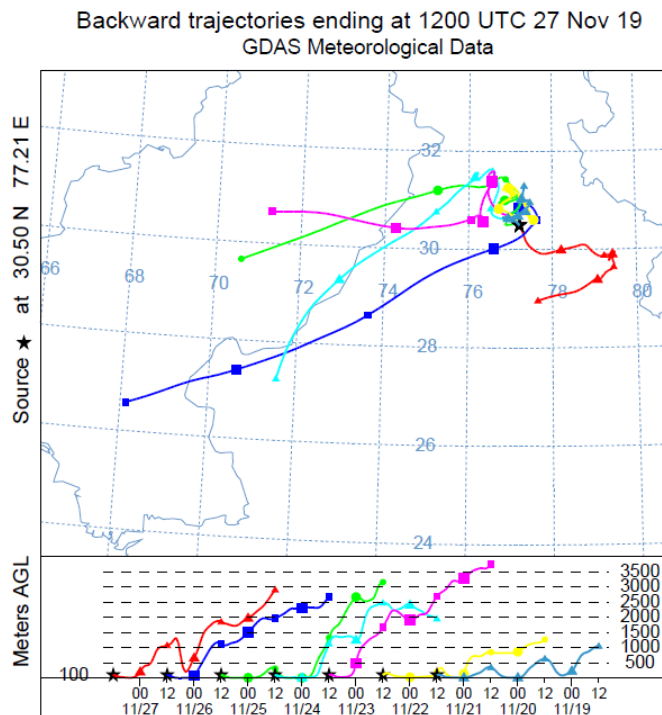 Backward trajectories ending at 1200 UTC 27 Nov 19
GDAS Meteorological Data
Source ★ at 30.50 N 77.21 E
32
30
66 68 70 72 74 76 78 80
28
26
24
Meters AGL
3500
3000
2500
2000
1500
1000
500
100
00 12 00 12 00 12 00 12 00 12 00 12 00 12 00 12 00 12
11/27 11/26 11/25 11/24 11/23 11/22 11/21 11/20 11/19